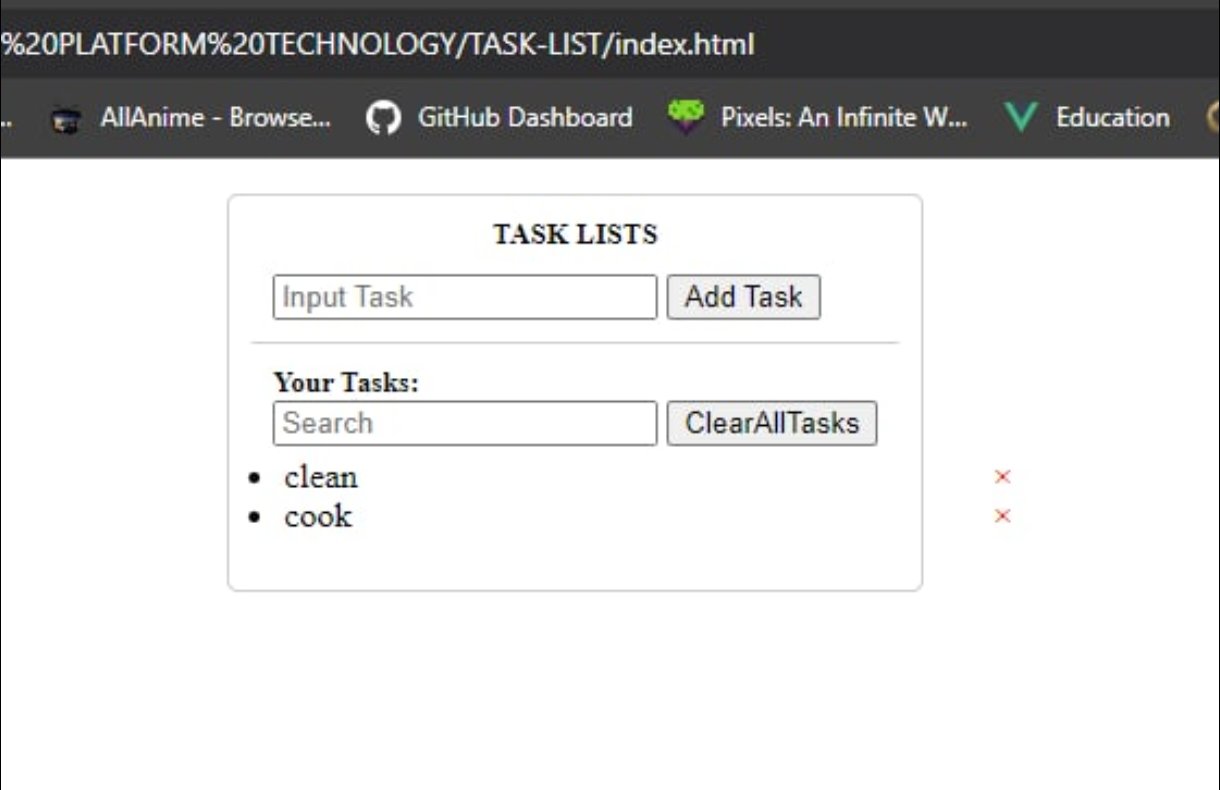 %20PLATFORM%20TECHNOLOGY/TASK-LIST/index.html
.. AllAnime - Browse... GitHub Dashboard Pixels: An Infinite W... Education
TASK LISTS
Input Task Add Task
Your Tasks:
Search ClearAllTasks
• clean ×
• cook ×